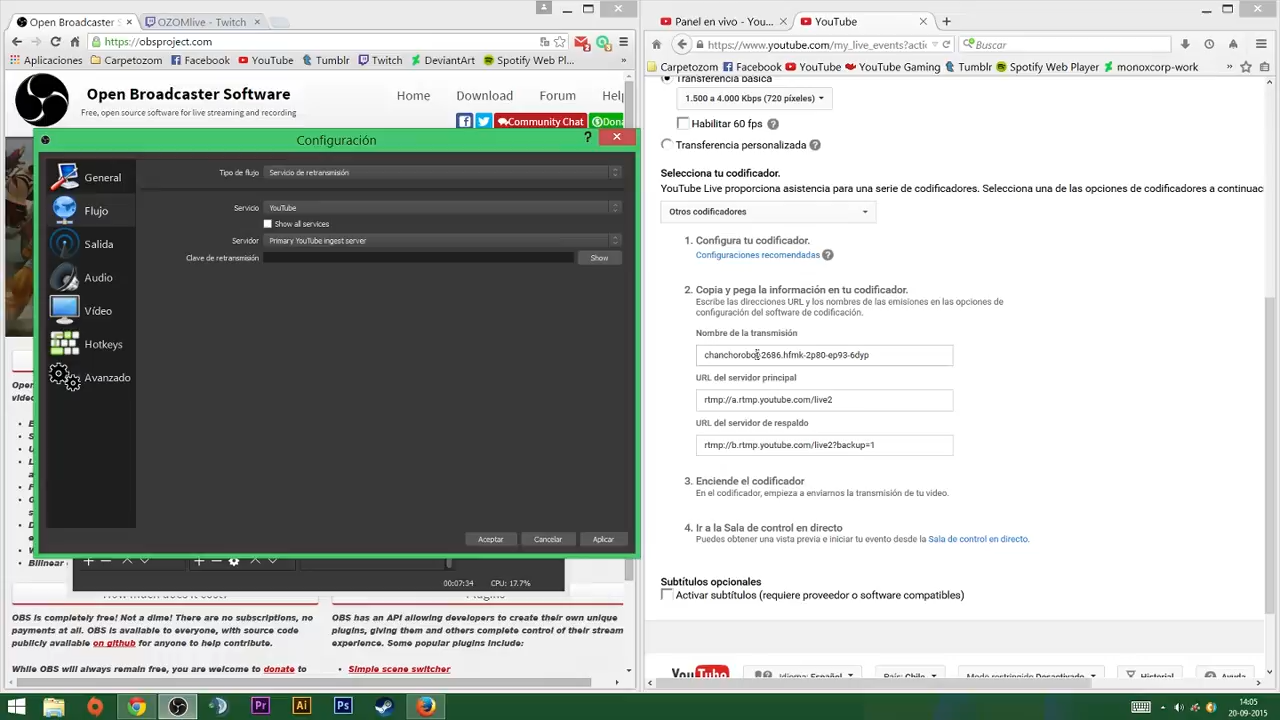 Open Broadcaster Softw
OZOMlive - Twitch
https://obsproject.com
Aplicaciones
Carpetozom
Facebook
YouTube
Tumblr
Twitch
DeviantArt
Spotify Web Pl...
Open Broadcaster Software
Free, open source software for live streaming and recording
Home
Download
Forum
Help
Community Chat
Configuración
General
Flujo
Salida
Audio
Vídeo
Hotkeys
Avanzado
Tipo de flujo
Servicio de retransmisión
Servicio
YouTube
Show all services
Servidor
Primary YouTube ingest server
Clave de retransmisión
Show
Aceptar
Cancelar
Aplicar
Bilinear
00:07:34
CPU: 17.7%
OBS is completely free! Not a dime! There are no subscriptions, no
payments at all. OBS is available to everyone, with source code
publicly available on github for anyone to help contribute.
While OBS will always remain free, you are welcome to donate to
OBS has an API allowing developers to create their own unique
plugins, giving them and others complete control of their stream
experience. Some popular plugins include:
Simple scene switcher
Panel en vivo - You...
YouTube
https://www.youtube.com/my_live_events?acti
Buscar
Carpetozom
Facebook
YouTube
YouTube Gaming
Tumblr
Spotify Web Player
monoxcorp-work
Transferencia básica
1.500 a 4.000 Kbps (720 píxeles)
Habilitar 60 fps
Transferencia personalizada
Selecciona tu codificador.
YouTube Live proporciona asistencia para una serie de codificadores. Selecciona una de las opciones de codificadores a continuac
Otros codificadores
1. Configura tu codificador.
Configuraciones recomendadas
2. Copia y pega la información en tu codificador.
Escribe las direcciones URL y los nombres de las emisiones en las opciones de
configuración del software de codificación.
Nombre de la transmisión
URL del servidor principal
rtmp://a.rtmp.youtube.com/live2
URL del servidor de respaldo
rtmp://b.rtmp.youtube.com/live2?backup=1
3. Enciende el codificador
En el codificador, empieza a enviarnos la transmisión de tu video.
4. Ir a la Sala de control en directo
Puedes obtener una vista previa e iniciar tu evento desde la Sala de control en directo.
Subtítulos opcionales
Activar subtítulos (requiere proveedor o software compatibles)
Idioma: Español
País: Chile
Modo restringido Desactivado
Historial
Ayuda
14:05
20-09-2015